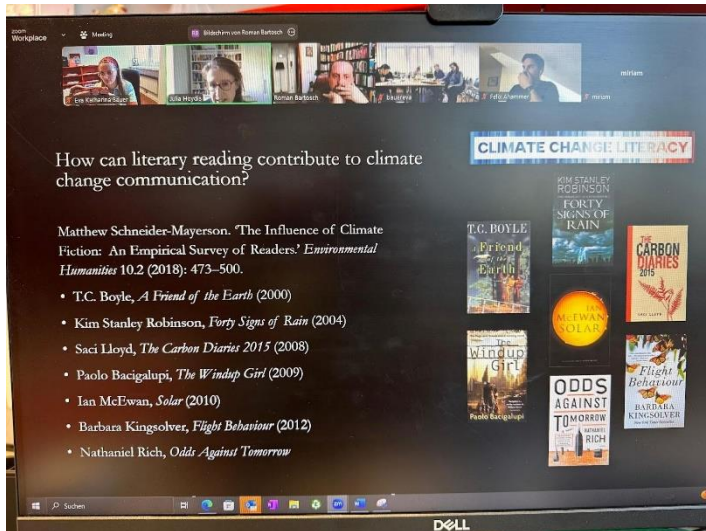 zoom
Workplace
Meeting
Bildschirm von Roman Bartosch
Eva Katharina Sauer
Julia Hoydis
Roman Bartosch
Felix Ahammer
miriam
miriam
How can literary reading contribute to climate
change communication?
Matthew Schneider-Mayerson. ‘The Influence of Climate
Fiction: An Empirical Survey of Readers.’ Environmental
Humanities 10.2 (2018): 473–500.
• T.C. Boyle, A Friend of the Earth (2000)
• Kim Stanley Robinson, Forty Signs of Rain (2004)
• Saci Lloyd, The Carbon Diaries 2015 (2008)
• Paolo Bacigalupi, The Windup Girl (2009)
• Ian McEwan, Solar (2010)
• Barbara Kingsolver, Flight Behaviour (2012)
• Nathaniel Rich, Odds Against Tomorrow
CLIMATE CHANGE LITERACY
KIM STANLEY
ROBINSON
FORTY
SIGNS OF
RAIN
T.C. BOYLE
A Friend
of the
Earth
THE
CARBON
DIARIES
2015
SACI LLOYD
IAN
McEWAN
SOLAR
The
Windup
Girl
Paolo Bacigalupi
ODDS
AGAINST
TOMORROW
NATHANIEL
RICH
Flight
Behaviour
BARBARA
KINGSOLVER
Suchen
DELL